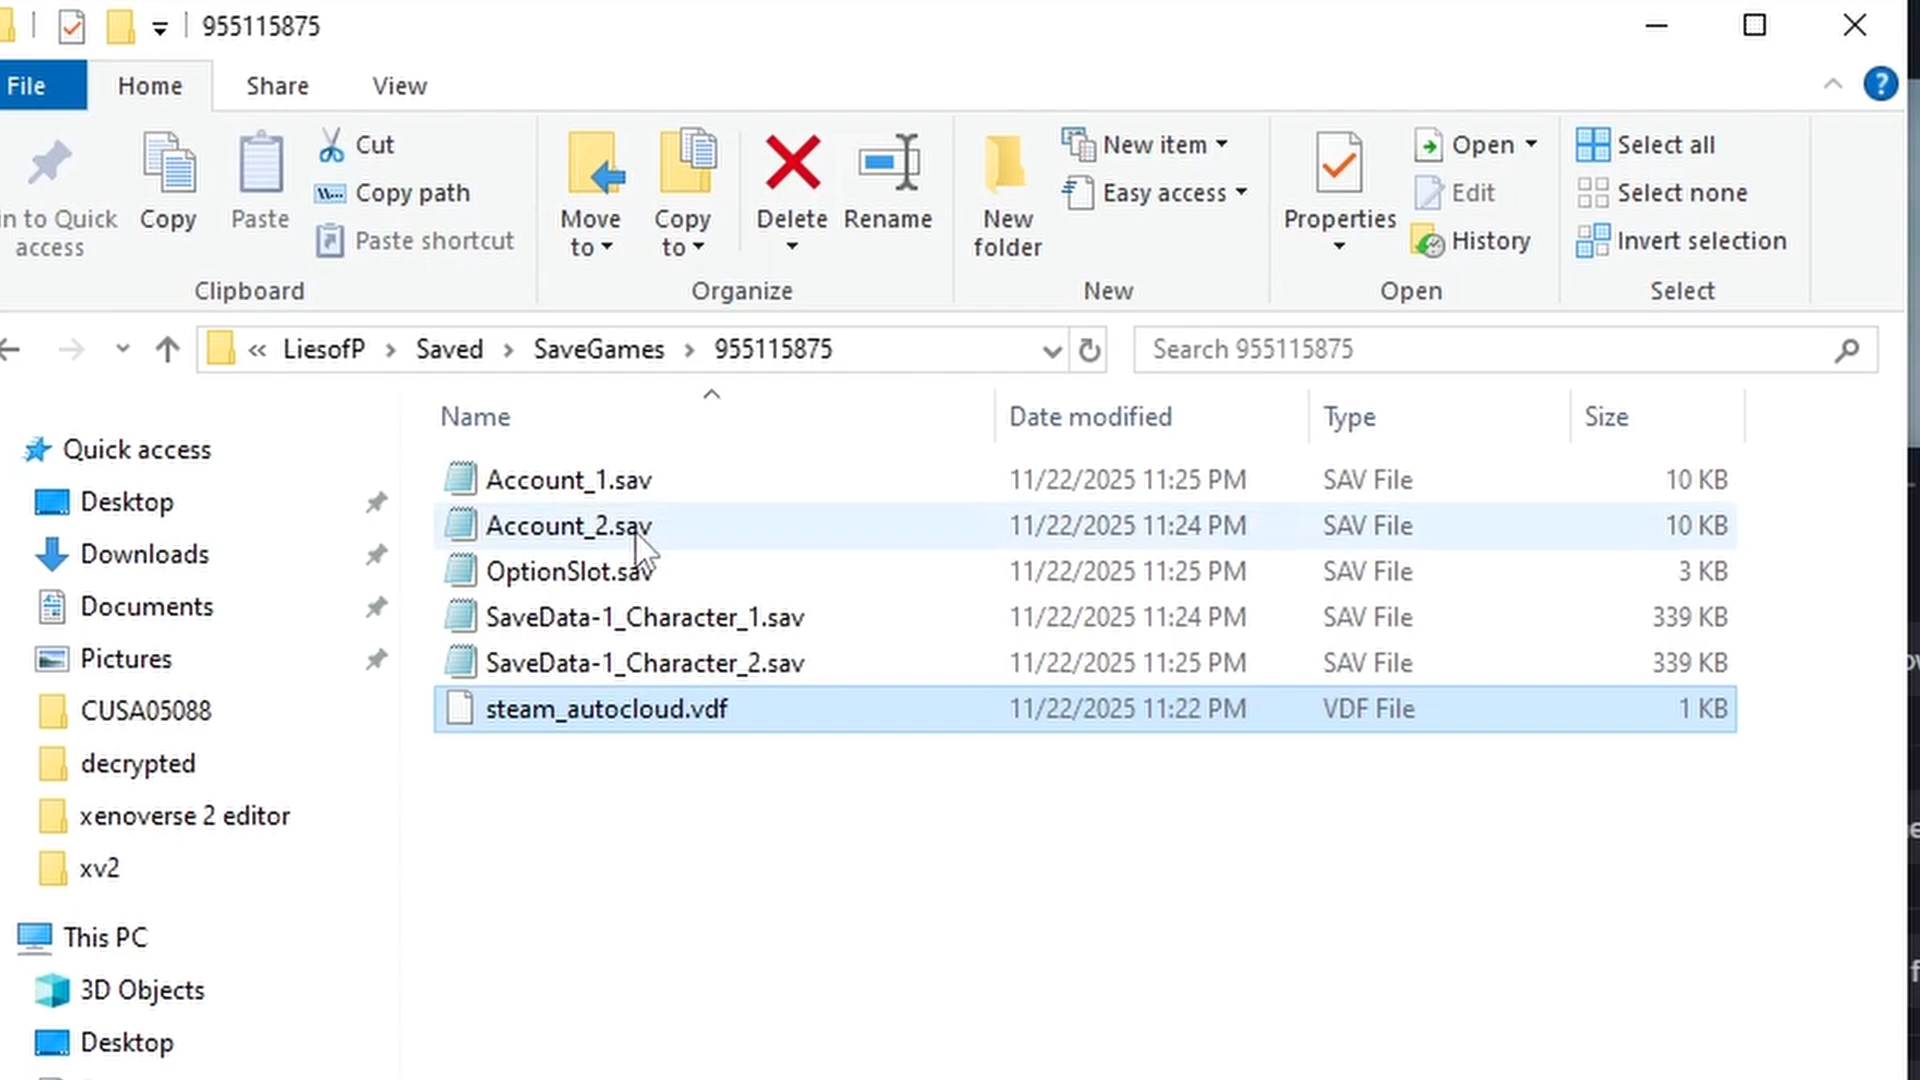 955115875
File Home Share View
in to Quick access
Copy
Paste
Cut
Copy path
Paste shortcut
Clipboard
Move to
Copy to
Delete
Rename
Organize
New folder
New item
Easy access
New
Properties
Open
Edit
History
Open
Select all
Select none
Invert selection
Select
« LiesofP > Saved > SaveGames > 955115875
Search 955115875
Quick access
Desktop
Downloads
Documents
Pictures
CUSA05088
decrypted
xenoverse 2 editor
xv2
This PC
3D Objects
Desktop
Name Date modified Type Size
Account_1.sav 11/22/2025 11:25 PM SAV File 10 KB
Account_2.sav 11/22/2025 11:24 PM SAV File 10 KB
OptionSlot.sav 11/22/2025 11:25 PM SAV File 3 KB
SaveData-1_Character_1.sav 11/22/2025 11:24 PM SAV File 339 KB
SaveData-1_Character_2.sav 11/22/2025 11:25 PM SAV File 339 KB
steam_autocloud.vdf 11/22/2025 11:22 PM VDF File 1 KB